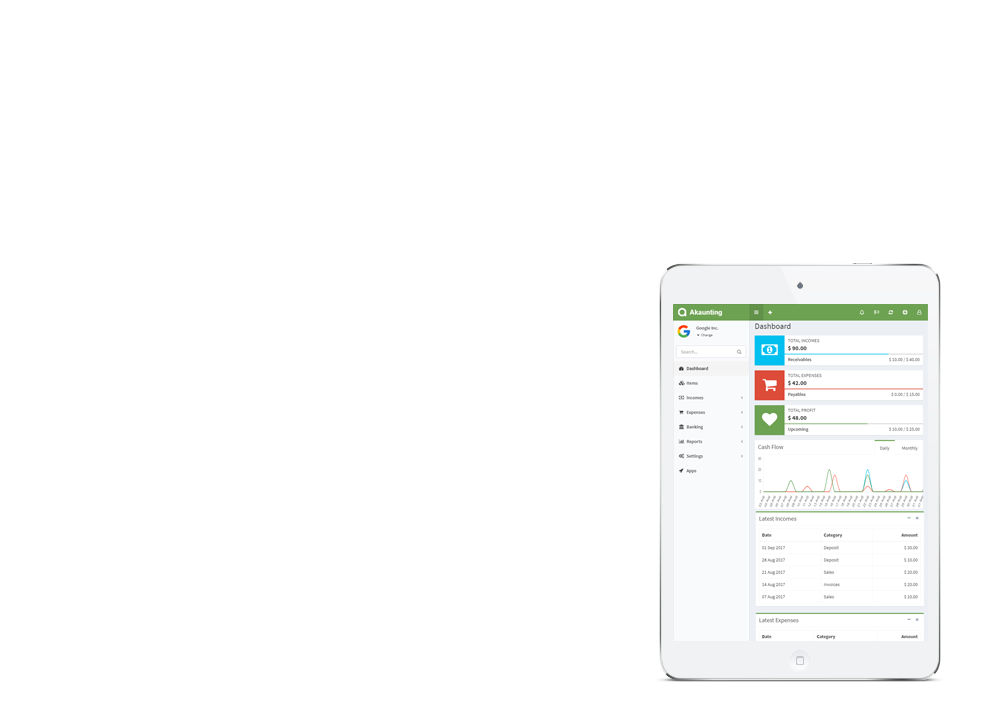 Akaunting
Google Inc.
Change
Search...
Dashboard
Items
Incomes
Expenses
Banking
Reports
Settings
Apps
Dashboard
TOTAL INCOMES
$ 90.00
Receivables $ 10.00 / $ 40.00
TOTAL EXPENSES
$ 42.00
Payables $ 0.00 / $ 15.00
TOTAL PROFIT
$ 48.00
Upcoming $ 10.00 / $ 25.00
Cash Flow Daily Monthly
Latest Incomes
Date Category Amount
01 Sep 2017 Deposit $ 30.00
28 Aug 2017 Deposit $ 10.00
21 Aug 2017 Sales $ 20.00
14 Aug 2017 Invoices $ 20.00
07 Aug 2017 Sales $ 10.00
Latest Expenses
Date Category Amount